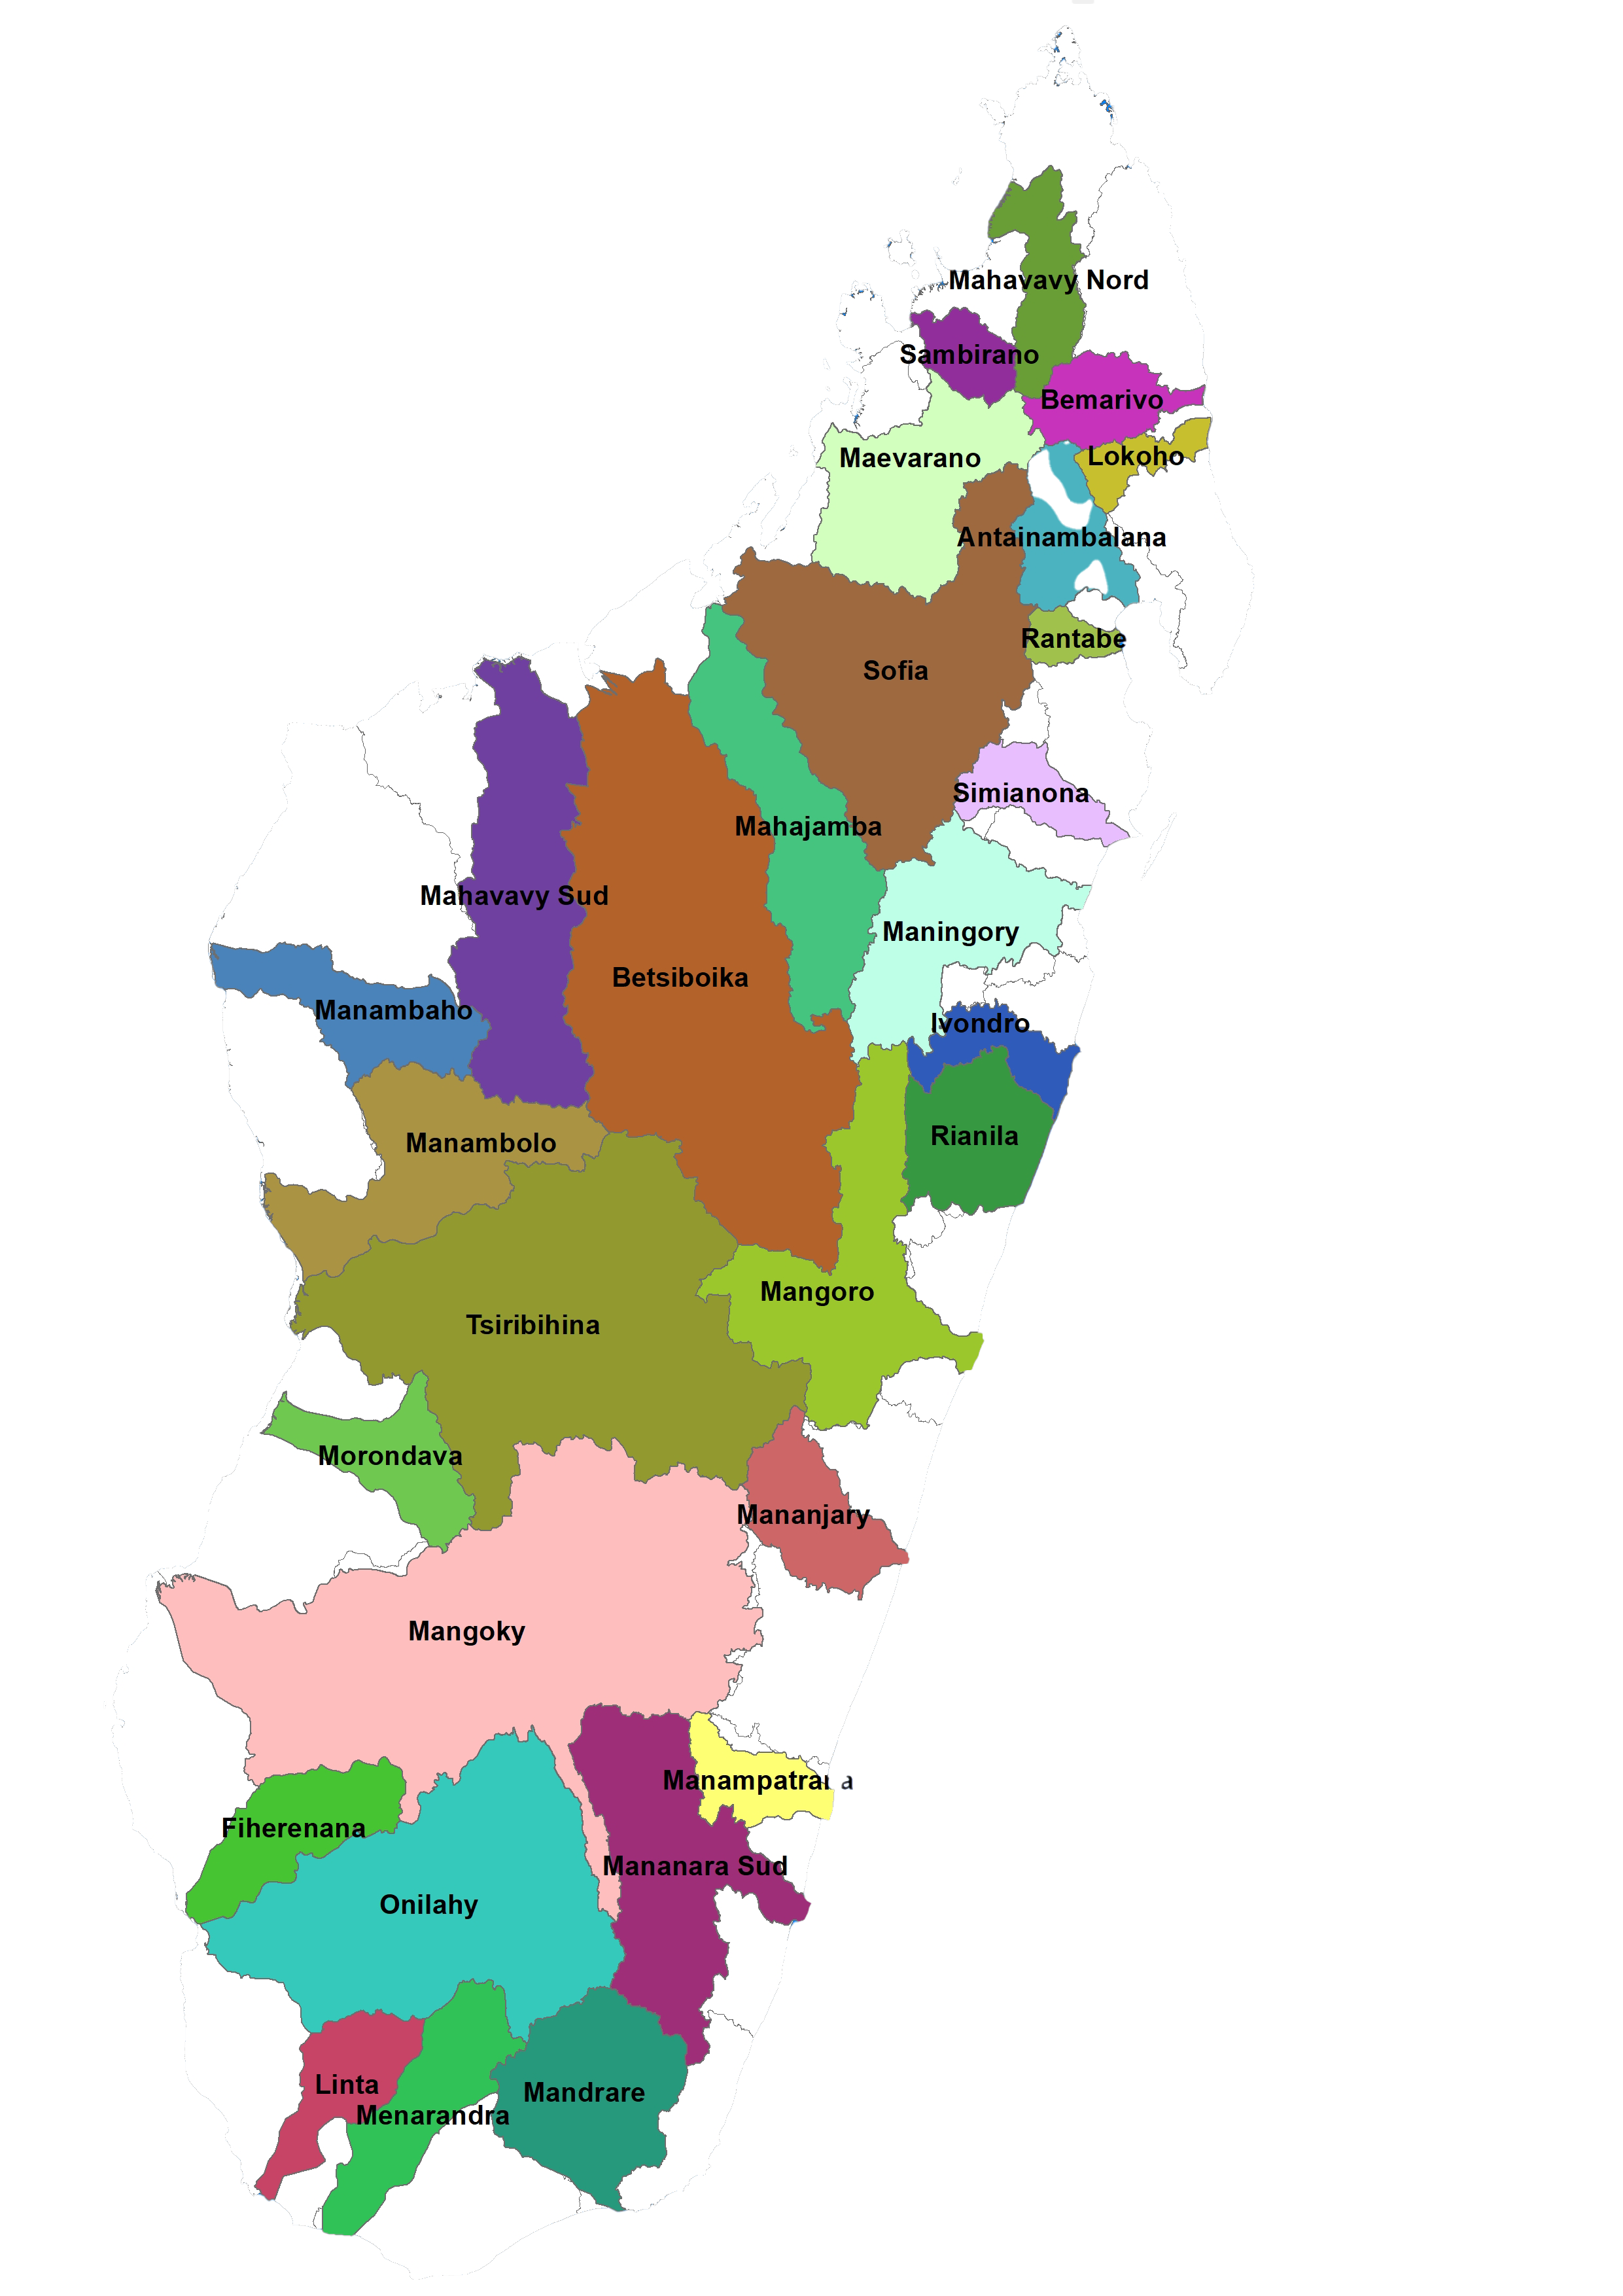 Mahavavy Nord
Sambirano
Bemarivo
Maevarano
Lokoho
Antainambalana
Rantabe
Sofia
Simianona
Mahajamba
Mahavavy Sud
Maningory
Betsiboika
Manambaho
Ivondro
Rianila
Manambolo
Mangoro
Tsiribihina
Morondava
Mananjary
Mangoky
Manampatrana
Fiherenana
Mananara Sud
Onilahy
Linta
Mandrare
Menarandra